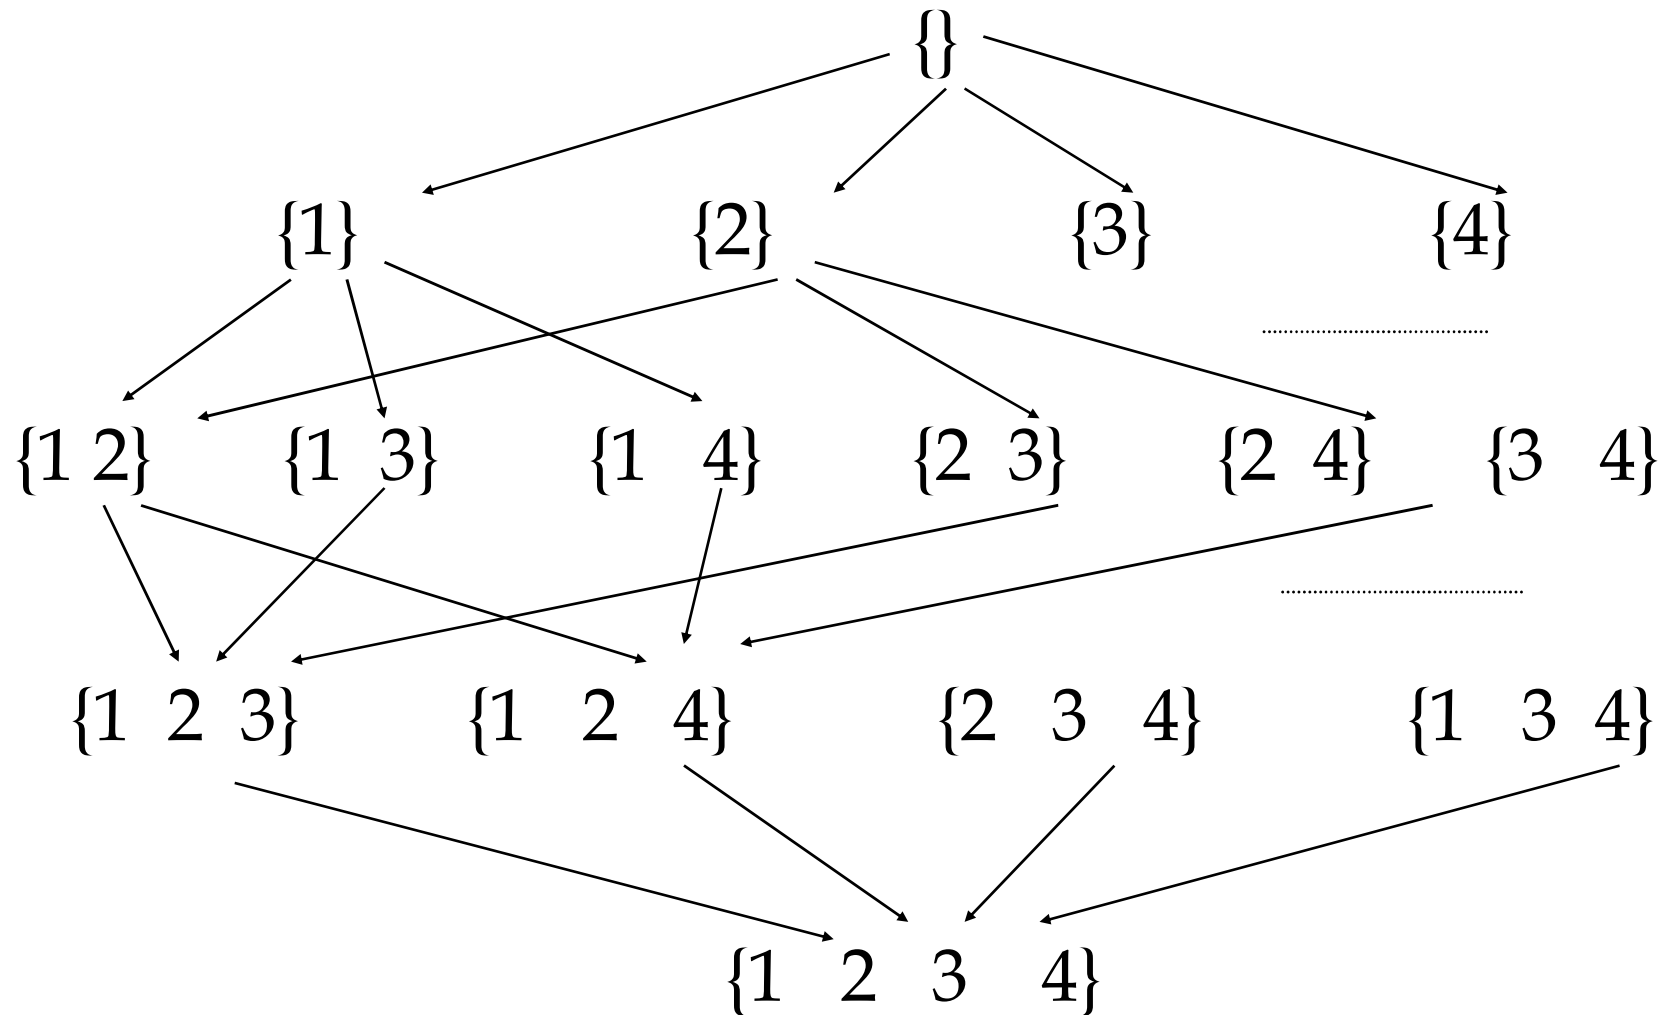 {}
{1} {2} {3} {4}
{1 2} {1 3} {1 4} {2 3} {2 4} {3 4}
{1 2 3} {1 2 4} {2 3 4} {1 3 4}
{1 2 3 4}